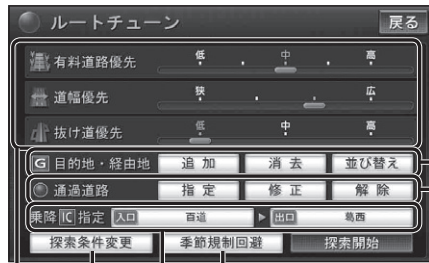 ルートチューン 戻る
有料道路優先 低 中 高
道幅優先 狭 広
抜け道優先 低 中 高
G 目的地・経由地 追加 消去 並び替え
通過道路 指定 修正 解除
乗降IC指定 入口 百道 ▶ 出口 葛西
探索条件変更 季節規制回避 探索開始